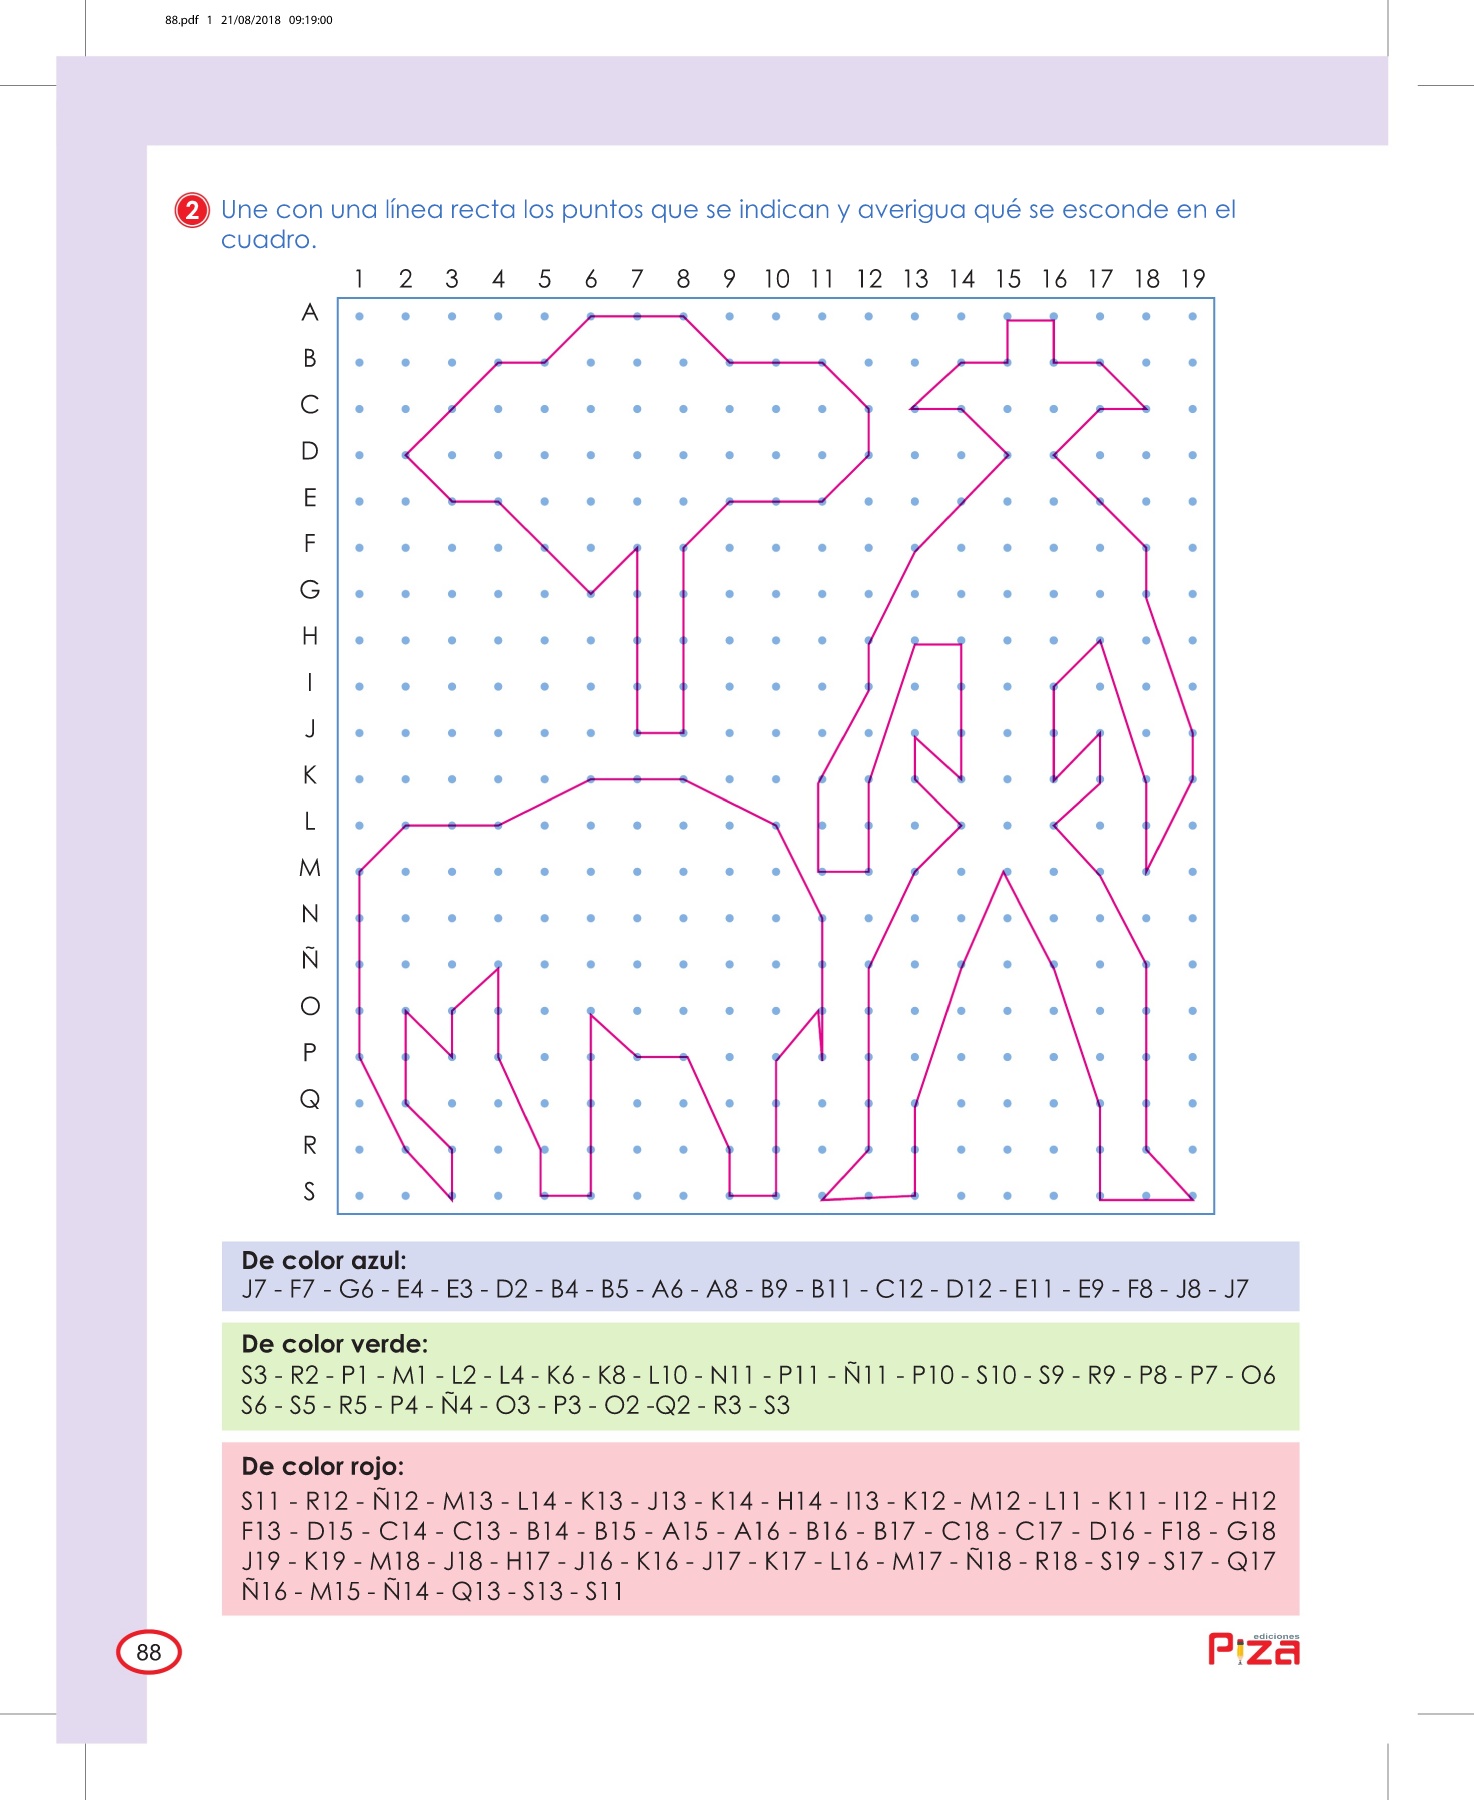 88.pdf 1 21/08/2018 09:19:00
2 Une con una línea recta los puntos que se indican y averigua qué se esconde en el
cuadro.
1 2 3 4 5 6 7 8 9 10 11 12 13 14 15 16 17 18 19
A
B
C
D
E
F
G
H
I
J
K
L
M
N
Ñ
O
P
Q
R
S
De color azul:
J7 - F7 - G6 - E4 - E3 - D2 - B4 - B5 - A6 - A8 - B9 - B11 - C12 - D12 - E11 - E9 - F8 - J8 - J7
De color verde:
S3 - R2 - P1 - M1 - L2 - L4 - K6 - K8 - L10 - N11 - P11 - Ñ11 - P10 - S10 - S9 - R9 - P8 - P7 - O6
S6 - S5 - R5 - P4 - Ñ4 - O3 - P3 - O2 -Q2 - R3 - S3
De color rojo:
S11 - R12 - Ñ12 - M13 - L14 - K13 - J13 - K14 - H14 - I13 - K12 - M12 - L11 - K11 - I12 - H12
F13 - D15 - C14 - C13 - B14 - B15 - A15 - A16 - B16 - B17 - C18 - C17 - D16 - F18 - G18
J19 - K19 - M18 - J18 - H17 - J16 - K16 - J17 - K17 - L16 - M17 - Ñ18 - R18 - S19 - S17 - Q17
Ñ16 - M15 - Ñ14 - Q13 - S13 - S11
88
ediciones
Piza